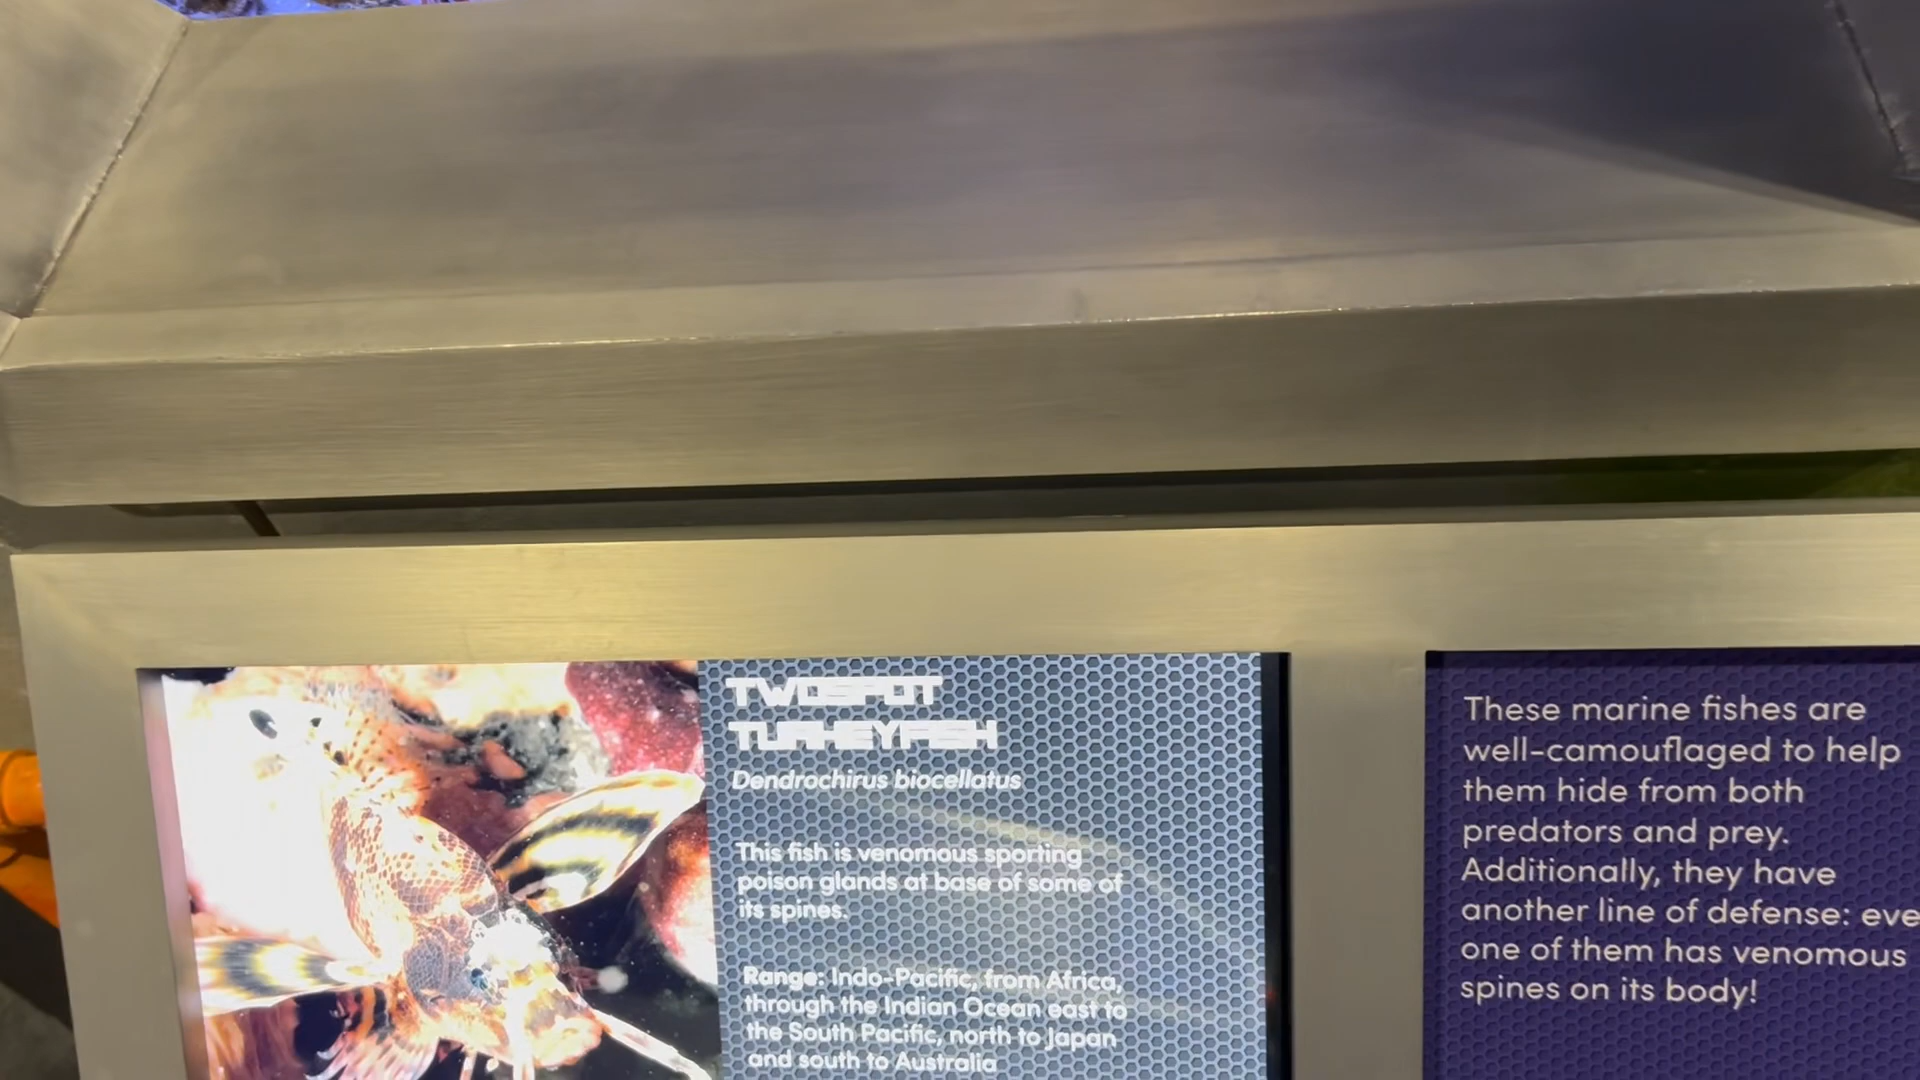 TWOSPOT
TURKEYFISH
Dendrochirus biocellatus
This fish is venomous sporting
poison glands at base of some of
its spines.
Range: Indo-Pacific, from Africa,
through the Indian Ocean east to
the South Pacific, north to Japan
and south to Australia
These marine fishes are
well-camouflaged to help
them hide from both
predators and prey.
Additionally, they have
another line of defense: eve
one of them has venomous
spines on its body!